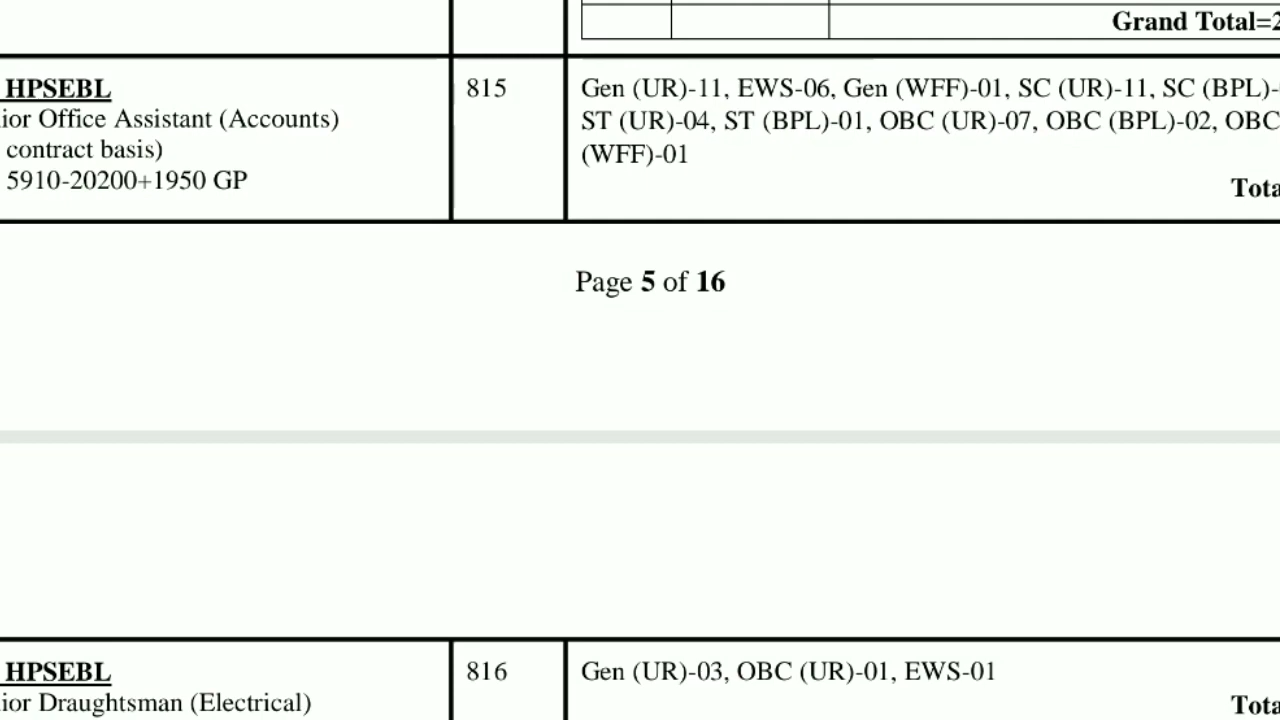 Grand Total=2
HPSEBL
ior Office Assistant (Accounts)
contract basis)
5910-20200+1950 GP
815
Gen (UR)-11, EWS-06, Gen (WFF)-01, SC (UR)-11, SC (BPL)-
ST (UR)-04, ST (BPL)-01, OBC (UR)-07, OBC (BPL)-02, OBC
(WFF)-01
Tota
Page 5 of 16
HPSEBL
ior Draughtsman (Electrical)
816
Gen (UR)-03, OBC (UR)-01, EWS-01
Tota